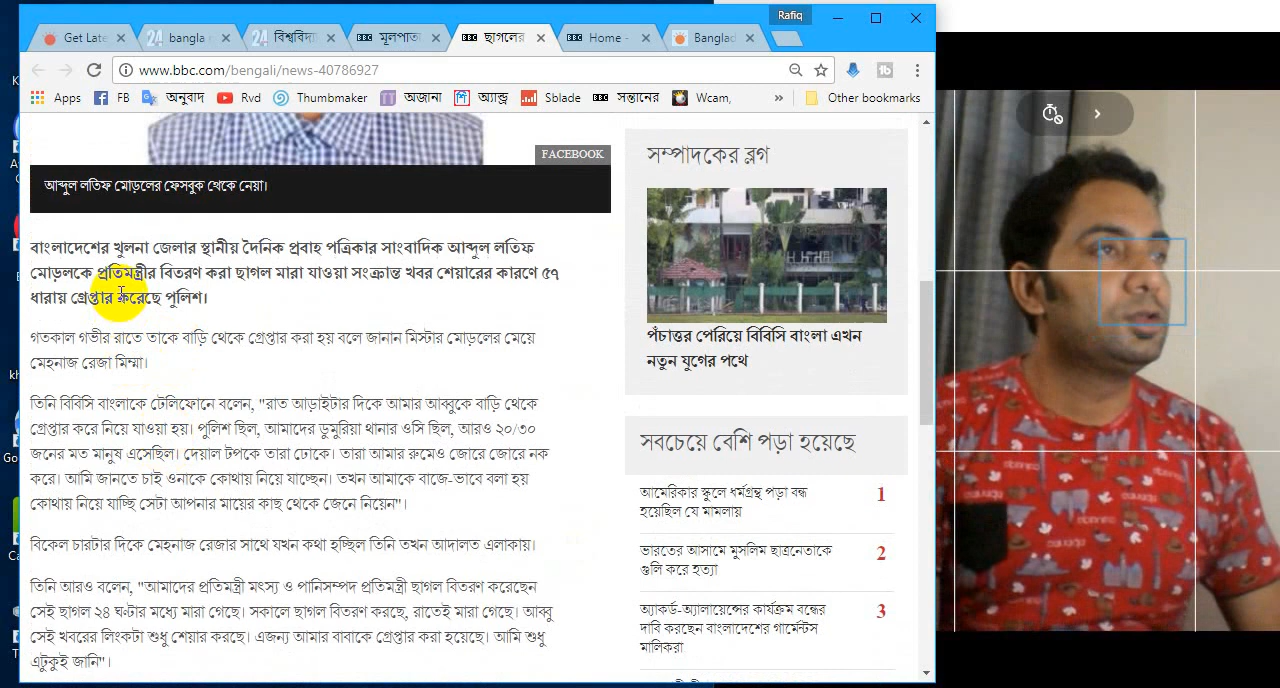 Rafiq
Get Late
bangla
বিশ্ববিদ্য
মূলপাতা
ছাগলের
Home -
Banglad
www.bbc.com/bengali/news-40786927
Apps
FB
অনুবাদ
Rvd
Thumbmaker
অজানা
অ্যান্ড্র
Sblade
সন্তানের
Wcam,
»
Other bookmarks
FACEBOOK
আব্দুল লতিফ মোড়লের ফেসবুক থেকে নেয়া।
বাংলাদেশের খুলনা জেলার স্থানীয় দৈনিক প্রবাহ পত্রিকার সাংবাদিক আব্দুল লতিফ
মোড়লকে প্রতিমন্ত্রীর বিতরণ করা ছাগল মারা যাওয়া সংক্রান্ত খবর শেয়ারের কারণে ৫৭
ধারায় গ্রেপ্তার করেছে পুলিশ।
গতকাল গভীর রাতে তাকে বাড়ি থেকে গ্রেপ্তার করা হয় বলে জানান মিস্টার মোড়লের মেয়ে
মেহনাজ রেজা মিম্মা।
তিনি বিবিসি বাংলাকে টেলিফোনে বলেন, "রাত আড়াইটার দিকে আমার আব্বুকে বাড়ি থেকে
গ্রেপ্তার করে নিয়ে যাওয়া হয়। পুলিশ ছিল, আমাদের ডুমুরিয়া থানার ওসি ছিল, আরও ২০/৩০
জনের মত মানুষ এসেছিল। দেয়াল টপকে তারা ঢোকে। তারা আমার রুমেও জোরে জোরে নক
করে। আমি জানতে চাই ওনাকে কোথায় নিয়ে যাচ্ছেন। তখন আমাকে বাজে-ভাবে বলা হয়
কোথায় নিয়ে যাচ্ছি সেটা আপনার মায়ের কাছ থেকে জেনে নিয়েন"।
বিকেল চারটার দিকে মেহনাজ রেজার সাথে যখন কথা হচ্ছিল তিনি তখন আদালত এলাকায়।
তিনি আরও বলেন, "আমাদের প্রতিমন্ত্রী মৎস্য ও পানিসম্পদ প্রতিমন্ত্রী ছাগল বিতরণ করেছেন
সেই ছাগল ২৪ ঘণ্টার মধ্যে মারা গেছে। সকালে ছাগল বিতরণ করছে, রাতেই মারা গেছে। আব্বু
সেই খবরের লিংকটা শুধু শেয়ার করছে। এজন্য আমার বাবাকে গ্রেপ্তার করা হয়েছে। আমি শুধু
এটুকুই জানি"।
সম্পাদকের ব্লগ
পঁচাত্তর পেরিয়ে বিবিসি বাংলা এখন
নতুন যুগের পথে
সবচেয়ে বেশি পড়া হয়েছে
আমেরিকার স্কুলে ধর্মগ্রন্থ পড়া বন্ধ
হয়েছিল যে মামলায়
1
ভারতের আসামে মুসলিম ছাত্রনেতাকে
গুলি করে হত্যা
2
অ্যাকর্ড-অ্যালায়েন্সের কার্যক্রম বন্ধের
দাবি করছেন বাংলাদেশের গার্মেন্টস
মালিকরা
3